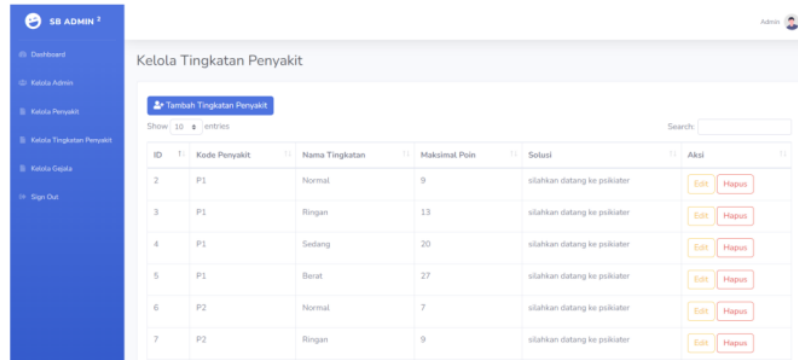 SB ADMIN 2
Admin
Dashboard
Kelola Admin
Kelola Penyakit
Kelola Tingkatan Penyakit
Kelola Gejala
Sign Out
Kelola Tingkatan Penyakit
Tambah Tingkatan Penyakit
Show 10 entries
Search:
ID Kode Penyakit Nama Tingkatan Maksimal Poin Solusi Aksi
2 P1 Normal 9 silahkan datang ke psikiater Edit Hapus
3 P1 Ringan 13 silahkan datang ke psikiater Edit Hapus
4 P1 Sedang 20 silahkan datang ke psikiater Edit Hapus
5 P1 Berat 27 silahkan datang ke psikiater Edit Hapus
6 P2 Normal 7 silahkan datang ke psikiater Edit Hapus
7 P2 Ringan 9 silahkan datang ke psikiater Edit Hapus